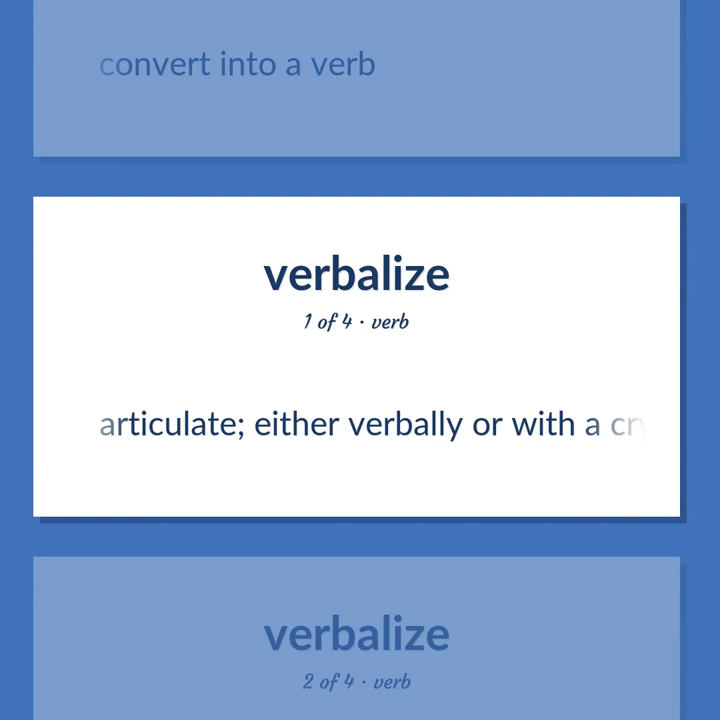 convert into a verb
verbalize
1 of 4 · verb
articulate; either verbally or with a
verbalize
2 of 4 · verb